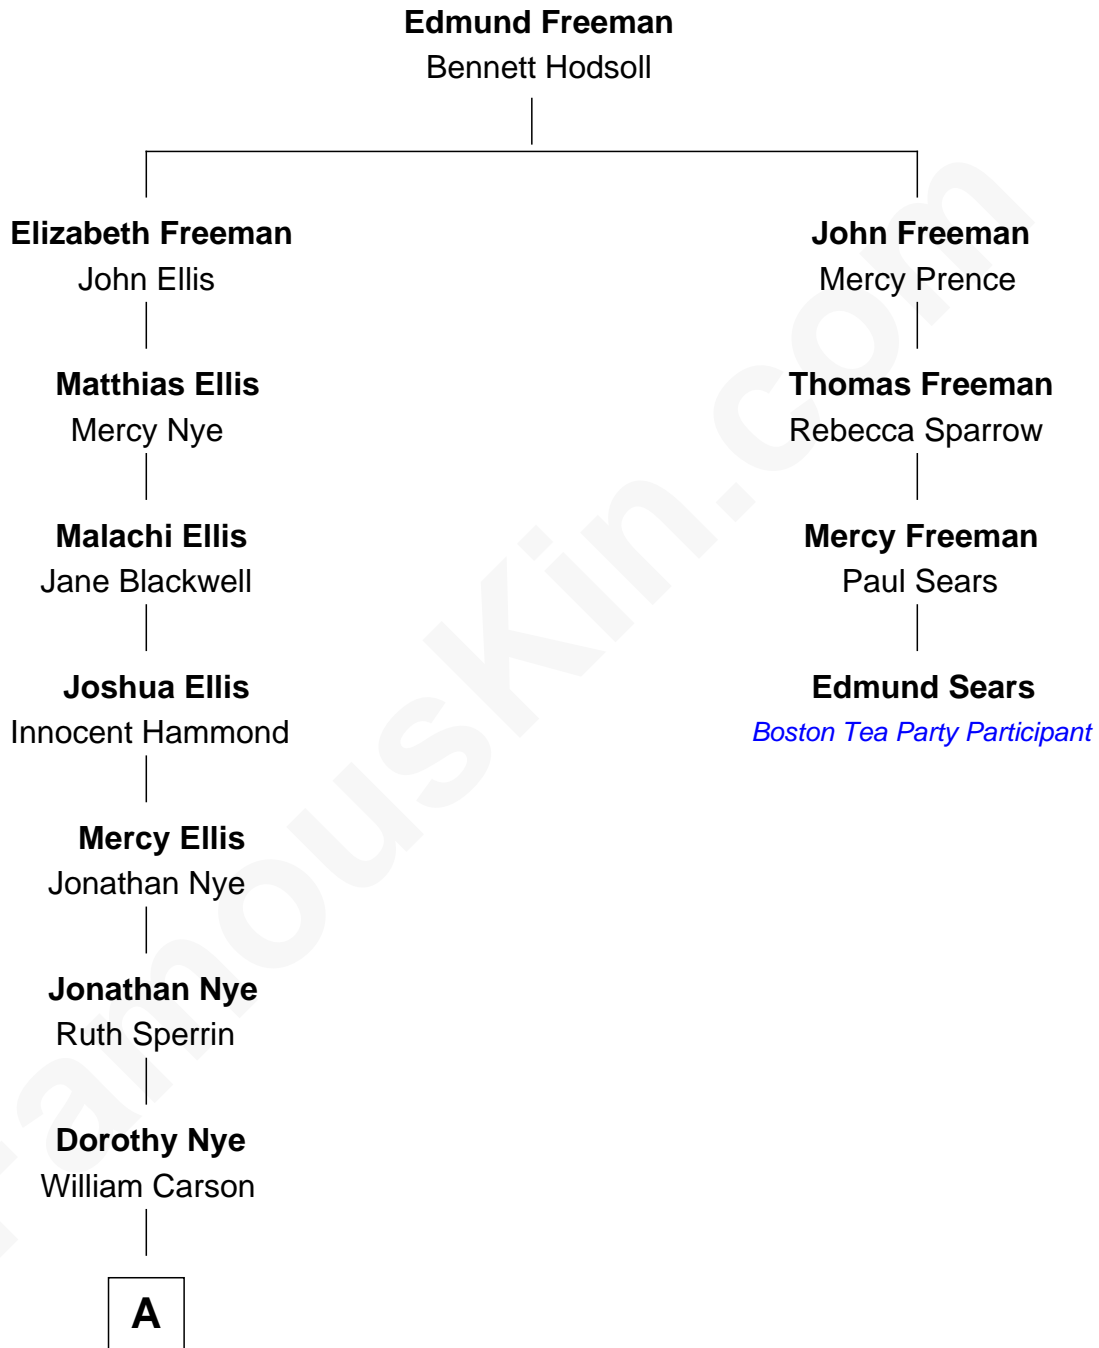 Edmund Freeman
Bennett Hodsoll
Elizabeth Freeman
John Ellis
John Freeman
Mercy Prence
Matthias Ellis
Mercy Nye
Thomas Freeman
Rebecca Sparrow
Malachi Ellis
Jane Blackwell
Mercy Freeman
Paul Sears
Joshua Ellis
Innocent Hammond
Edmund Sears
Boston Tea Party Participant
Mercy Ellis
Jonathan Nye
Jonathan Nye
Ruth Sperrin
Dorothy Nye
William Carson
A
FamousKin.com